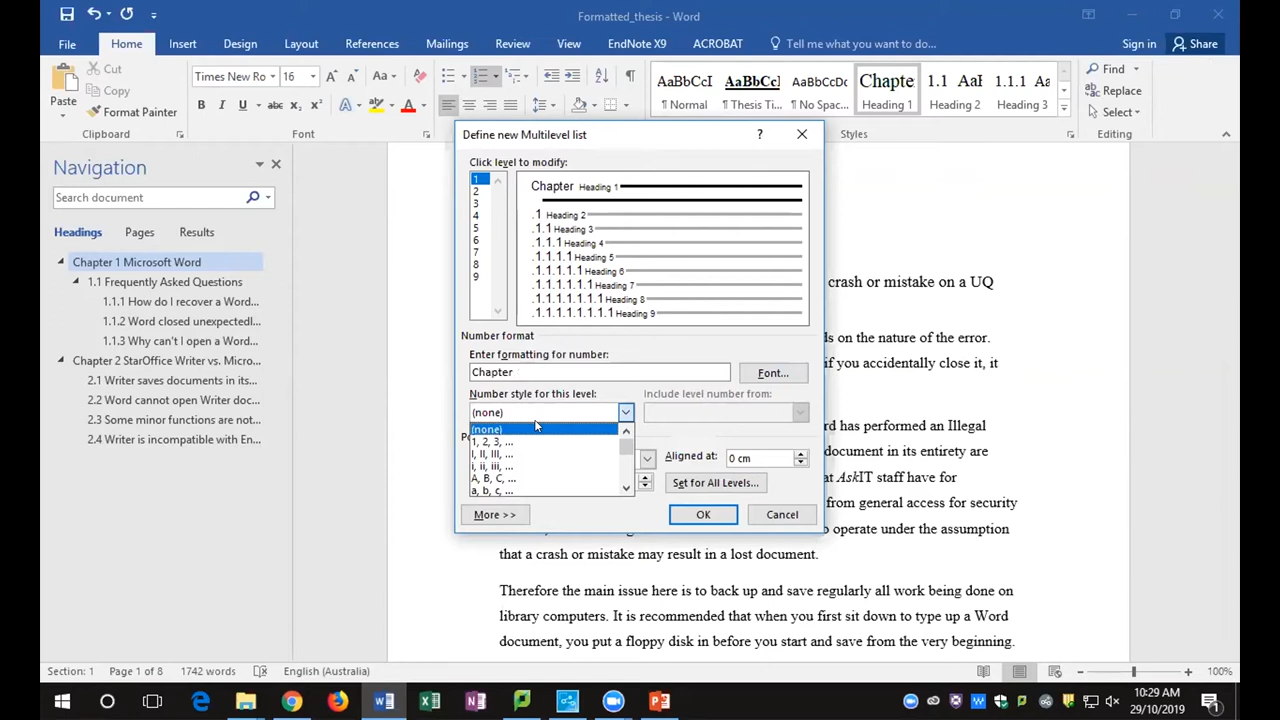 Formatted_thesis - Word
File Home Insert Design Layout References Mailings Review View EndNote X9 ACROBAT Tell me what you want to do... Sign in Share
Paste
Cut
Copy
Format Painter
Clipboard
Times New Ro 16 Aa
B I U abc x₂ x² A A
Font
AaBbCcI AaBbCcl AaBbCcDc Chapte 1.1 Aal 1.1.1 Aa
¶ Normal ¶ Thesis Ti... ¶ No Spac... Heading 1 Heading 2 Heading 3
Styles
Find
Replace
Select
Editing
Navigation
Search document
Headings Pages Results
Chapter 1 Microsoft Word
1.1 Frequently Asked Questions
1.1.1 How do I recover a Word...
1.1.2 Word closed unexpectedl...
1.1.3 Why can't I open a Word...
Chapter 2 StarOffice Writer vs. Micro...
2.1 Writer saves documents in its...
2.2 Word cannot open Writer doc...
2.3 Some minor functions are not...
2.4 Writer is incompatible with En...
Define new Multilevel list
?
Click level to modify:
1
2
3
4
5
6
7
8
9
Chapter Heading 1
.1 Heading 2
.1.1 Heading 3
.1.1.1 Heading 4
.1.1.1.1 Heading 5
.1.1.1.1.1 Heading 6
.1.1.1.1.1.1 Heading 7
.1.1.1.1.1.1.1 Heading 8
.1.1.1.1.1.1.1.1 Heading 9
Number format
Enter formatting for number:
Chapter
Font...
Number style for this level:
Include level number from:
(none)
(none)
1, 2, 3, ...
I, II, III, ...
i, ii, iii, ...
A, B, C, ...
a, b, c, ...
Aligned at: 0 cm
Set for All Levels...
More >> OK Cancel
crash or mistake on a UQ
ds on the nature of the error.
if you accidentally close it, it
rd has performed an Illegal
document in its entirety are
at AskIT staff have for
from general access for security
o operate under the assumption
that a crash or mistake may result in a lost document.
Therefore the main issue here is to back up and save regularly all work being done on
library computers. It is recommended that when you first sit down to type up a Word
document, you put a floppy disk in before you start and save from the very beginning.
Section: 1 Page 1 of 8 1742 words English (Australia) 100%
10:29 AM
29/10/2019